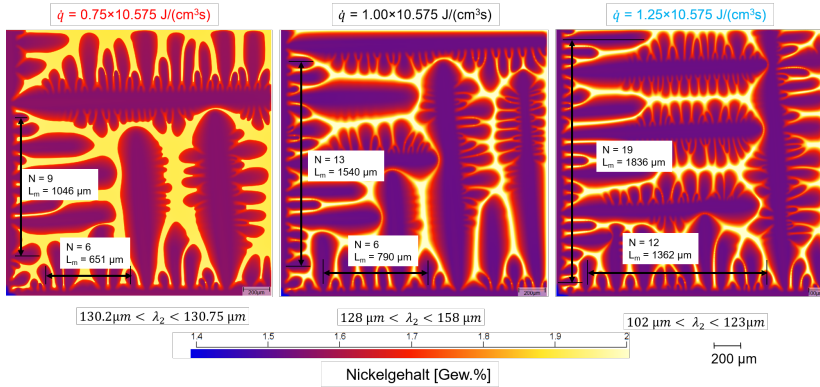 q̇ = 0.75×10.575 J/(cm³s)
q̇ = 1.00×10.575 J/(cm³s)
q̇ = 1.25×10.575 J/(cm³s)
N = 9
Lₘ = 1046 µm
N = 6
Lₘ = 651 µm
200µm
N = 13
Lₘ = 1540 µm
N = 6
Lₘ = 790 µm
200µm
N = 19
Lₘ = 1836 µm
N = 12
Lₘ = 1362 µm
130.2µm < λ₂ < 130.75 µm
128 µm < λ₂ < 158 µm
102 µm < λ₂ < 123µm
1.4 1.5 1.6 1.7 1.8 1.9 2
200 µm
Nickelgehalt [Gew.%]